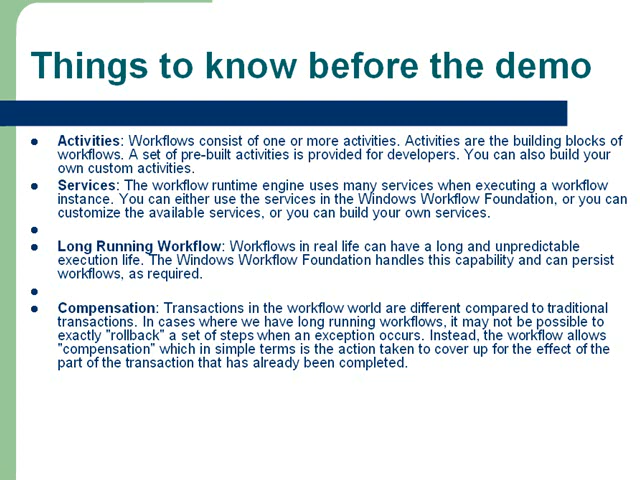 Things to know before the demo
● Activities: Workflows consist of one or more activities. Activities are the building blocks of
workflows. A set of pre-built activities is provided for developers. You can also build your
own custom activities.
● Services: The workflow runtime engine uses many services when executing a workflow
instance. You can either use the services in the Windows Workflow Foundation, or you can
customize the available services, or you can build your own services.
●
● Long Running Workflow: Workflows in real life can have a long and unpredictable
execution life. The Windows Workflow Foundation handles this capability and can persist
workflows, as required.
●
● Compensation: Transactions in the workflow world are different compared to traditional
transactions. In cases where we have long running workflows, it may not be possible to
exactly "rollback" a set of steps when an exception occurs. Instead, the workflow allows
"compensation" which in simple terms is the action taken to cover up for the effect of the
part of the transaction that has already been completed.